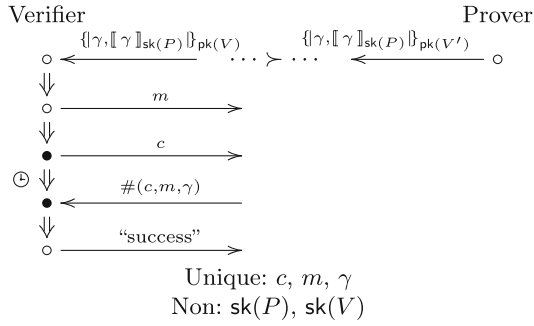 Verifier Prover
{|γ, [[ γ ]]sk(P)|}pk(V) ··· ≻ ··· {|γ, [[ γ ]]sk(P)|}pk(V′)
m
c
#(c, m, γ)
“success”
Unique: c, m, γ
Non: sk(P), sk(V)